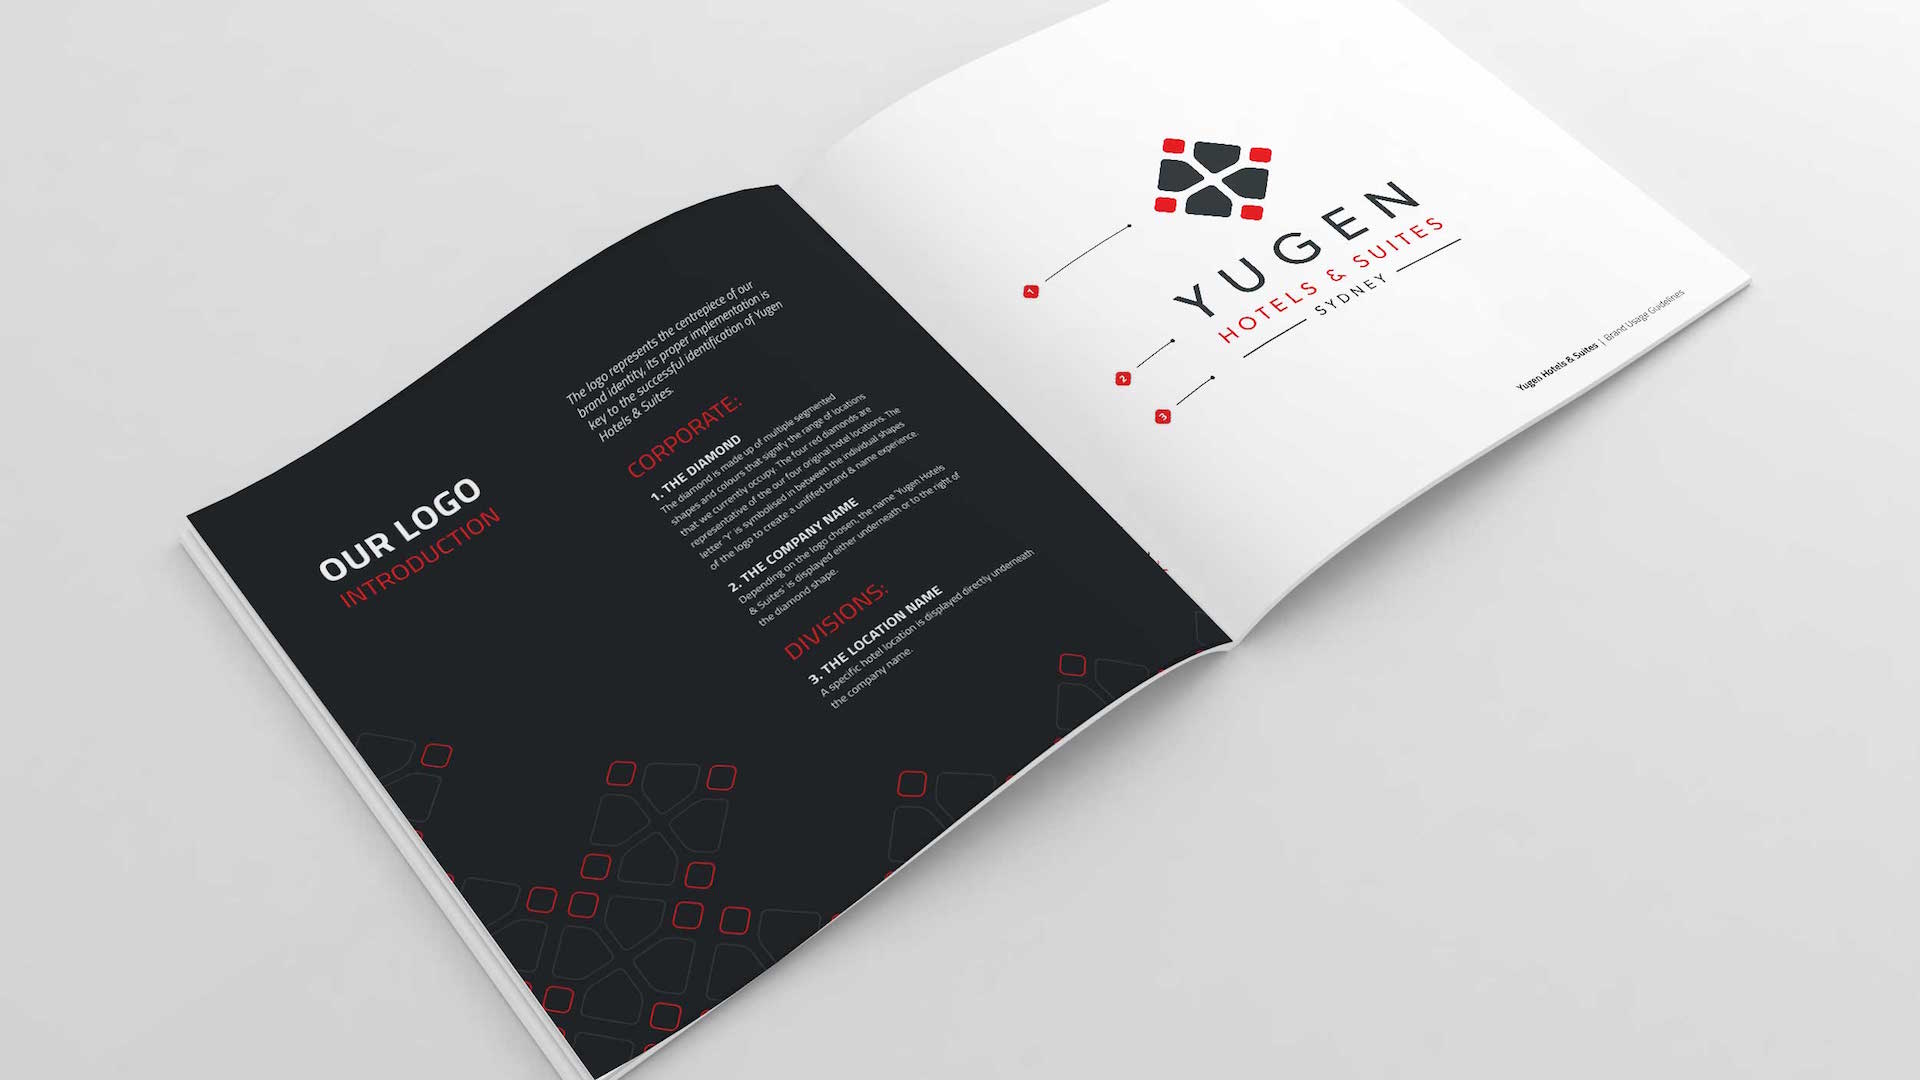 OUR LOGO
INTRODUCTION
The logo represents the centrepiece of our
brand identity, its proper implementation is
key to the successful identification of Yugen
Hotels & Suites.
CORPORATE:
1. THE DIAMOND
The diamond is made up of multiple segmented
shapes and colours that signify the range of locations
that we currently occupy. The four red diamonds are
representative of the our four original hotel locations. The
letter 'Y' is symbolised in between the individual shapes
of the logo to create a uniffed brand & name experience.
2. THE COMPANY NAME
Depending on the logo chosen, the name 'Yugen Hotels
& Suites' is displayed either underneath or to the right of
the diamond shape.
DIVISIONS:
3. THE LOCATION NAME
A specific hotel location is displayed directly underneath
the company name.
YUGEN
HOTELS & SUITES
SYDNEY
1
2
3
Yugen Hotels & Suites | Brand Usage Guidelines